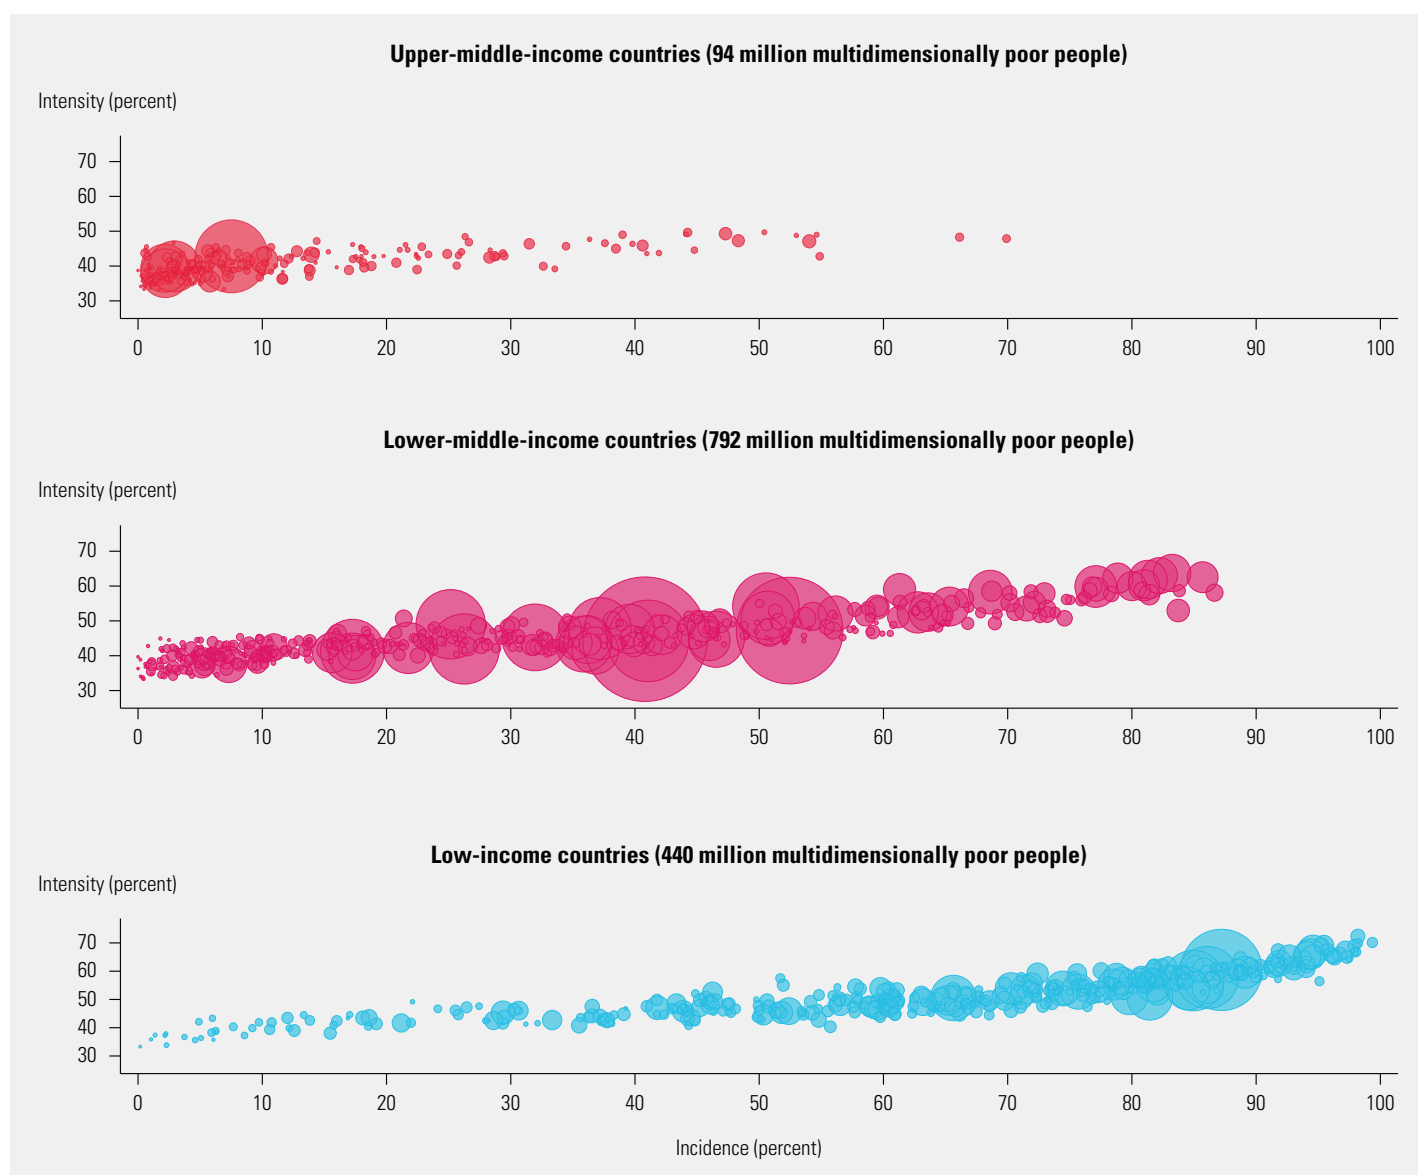 Upper-middle-income countries (94 million multidimensionally poor people)
Intensity (percent)
70
60
50
40
30
0 10 20 30 40 50 60 70 80 90 100
Lower-middle-income countries (792 million multidimensionally poor people)
Intensity (percent)
70
60
50
40
30
0 10 20 30 40 50 60 70 80 90 100
Low-income countries (440 million multidimensionally poor people)
Intensity (percent)
70
60
50
40
30
0 10 20 30 40 50 60 70 80 90 100
Incidence (percent)